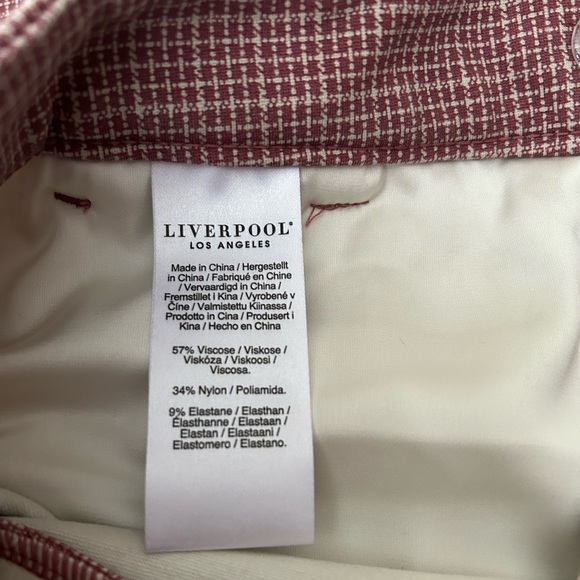 LIVERPOOL®
LOS ANGELES
Made in China / Hergestellt
in China / Fabriqué en Chine
/ Vervaardigd in China /
Fremstillet i Kina / Vyrobené v
Číne / Valmistettu Kiinassa /
Prodotto in Cina / Produsert i
Kina / Hecho en China
57% Viscose / Viskose /
Viskóza / Viskoosi /
Viscosa.
34% Nylon / Poliamida.
9% Elastane / Elasthan /
Élasthanne / Elastaan /
Elastan / Elastaani /
Elastomero / Elastano.